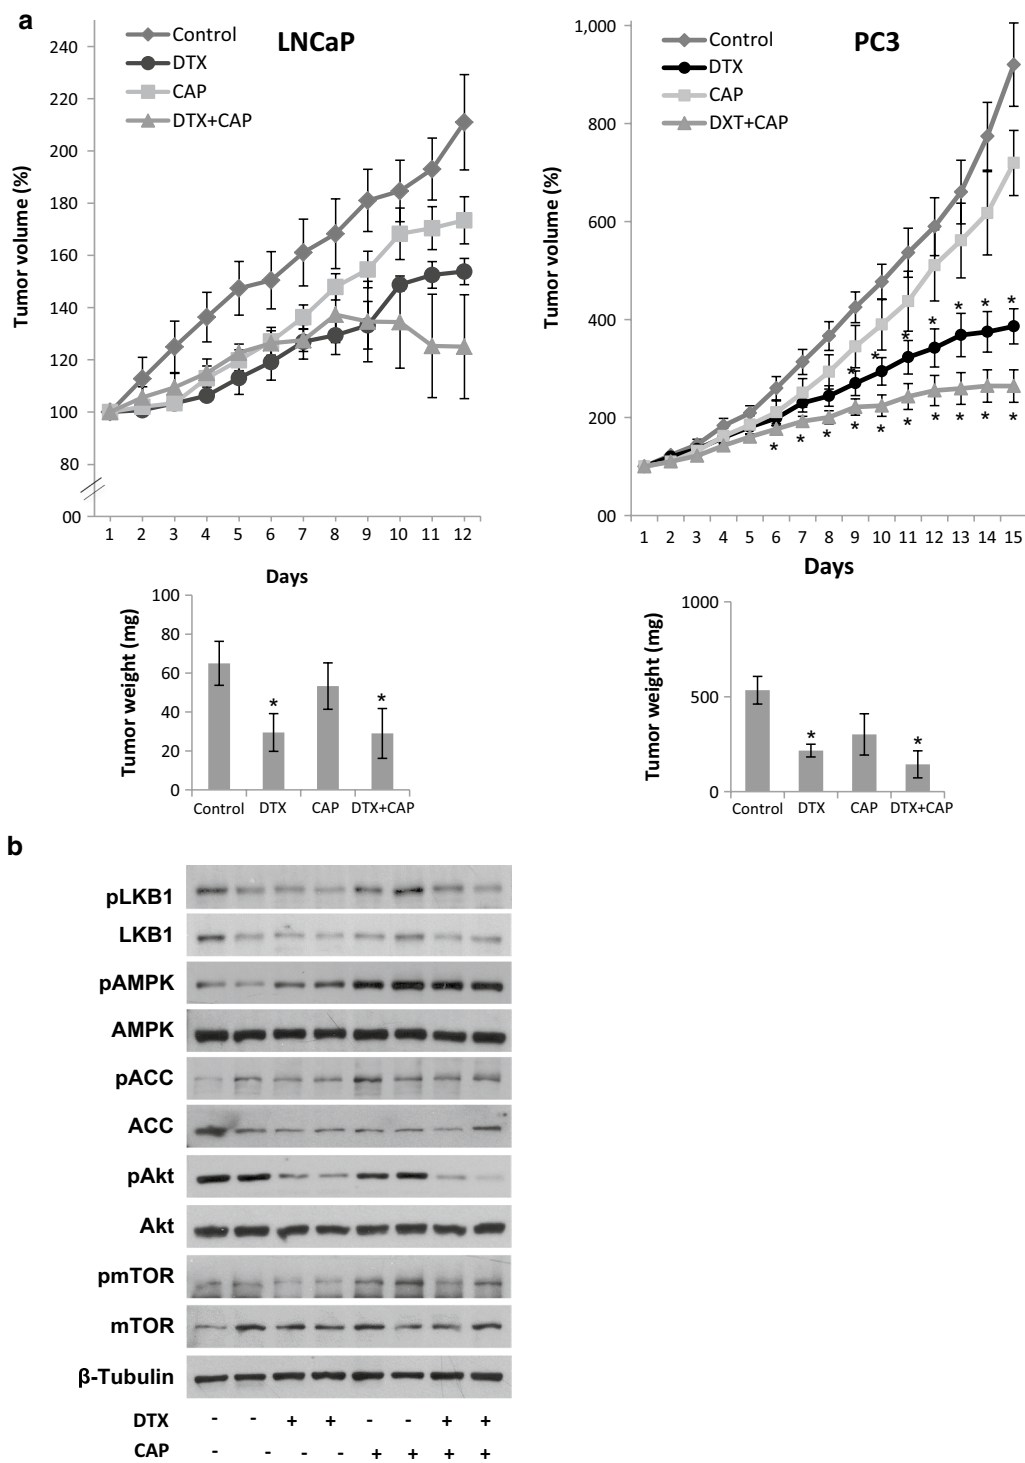 a
LNCaP
Control
DTX
CAP
DTX+CAP
Tumor volume (%)
240
220
200
180
160
140
120
100
80
00
1 2 3 4 5 6 7 8 9 10 11 12
Days
PC3
Control
DTX
CAP
DXT+CAP
Tumor volume (%)
1,000
800
600
400
200
00
* * * * * * *
* * * * * * * * * *
1 2 3 4 5 6 7 8 9 10 11 12 13 14 15
Days
Tumor weight (mg)
100
80
60
40
20
0
* *
Control DTX CAP DTX+CAP
Tumor weight (mg)
1000
500
0
* *
Control DTX CAP DTX+CAP
b
pLKB1
LKB1
pAMPK
AMPK
pACC
ACC
pAkt
Akt
pmTOR
mTOR
β-Tubulin
DTX - - + + - - + +
CAP - - - - + + + +